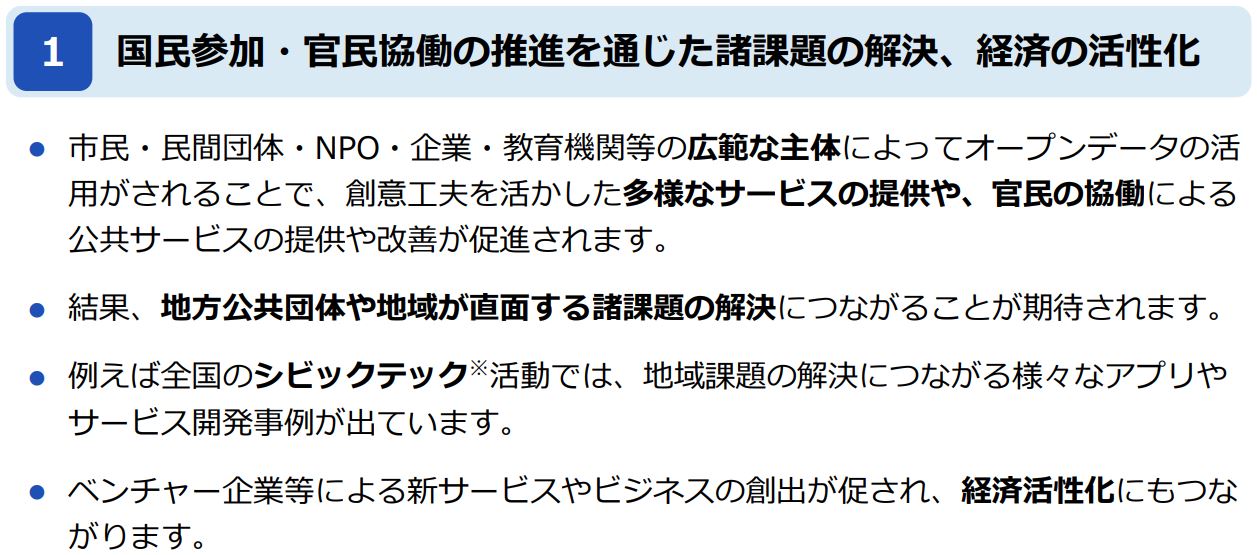 1 国民参加・官民協働の推進を通じた諸課題の解決、経済の活性化
● 市民・民間団体・NPO・企業・教育機関等の広範な主体によってオープンデータの活
用がされることで、創意工夫を活かした多様なサービスの提供や、官民の協働による
公共サービスの提供や改善が促進されます。
● 結果、地方公共団体や地域が直面する諸課題の解決につながることが期待されます。
● 例えば全国のシビックテック※活動では、地域課題の解決につながる様々なアプリや
サービス開発事例が出ています。
● ベンチャー企業等による新サービスやビジネスの創出が促され、経済活性化にもつな
がります。